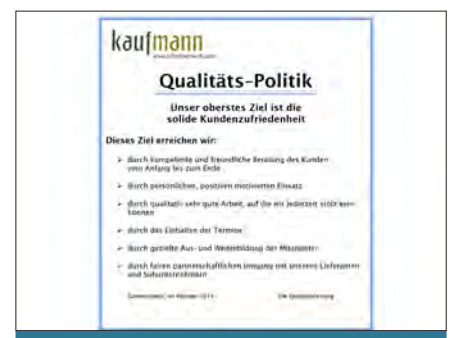 kaufmann
Qualitäts-Politik
Unser oberstes Ziel ist die
solide Kundenzufriedenheit
Dieses Ziel erreichen wir:
➢ durch kompetente und freundliche Beratung des Kunden
vom Anfang bis zum Ende
➢ durch persönlichen, positiven motivierten Einsatz
➢ durch qualitativ sehr gute Arbeit, auf die wir jederzeit stolz sein
können
➢ durch das Einhalten der Termine
➢ durch gezielte Aus- und Weiterbildung der Mitarbeiter
➢ durch fairen partnerschaftlichen Umgang mit unseren Lieferanten
und Subunternehmen